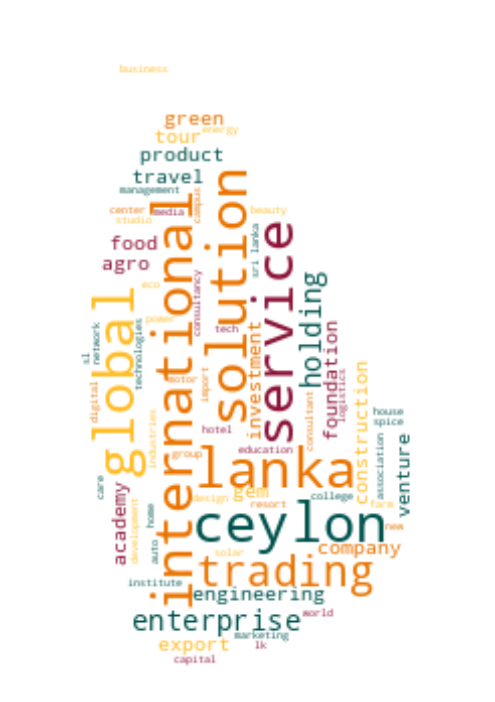 business
green
energy
tour
product
travel
management
campus
center
media
studio
beauty
food
agro
sri lanka
international
solution
service
global
eco
consultancy
holding
power
tech
technologies
network
sl
investment
foundation
logistics
motor
import
digital
construction
industries
hotel
consultant
house
spice
education
group
lanka
association
venture
care
academy
development
home
auto
design
gem
resort
college
farm
ceylon
new
company
solar
trading
institute
engineering
enterprise
world
marketing
export
lk
capital